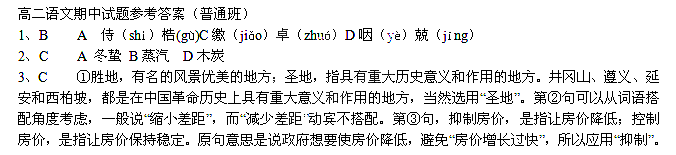 高二语文期中试题参考答案（普通班）
1、B A 侍（shì）梏(gù)C缴（jiǎo）卓（zhuó）D咽（yè）兢（jīng）
2、C A 冬蛰 B蒸汽 D木炭
3、C ①胜地，有名的风景优美的地方；圣地，指具有重大历史意义和作用的地方。井冈山、遵义、延
安和西柏坡，都是在中国革命历史上具有重大意义和作用的地方，当然选用“圣地”。第②句可以从词语搭
配角度考虑，一般说“缩小差距”，而“减少差距”动宾不搭配。第③句，抑制房价，是指让房价降低；控制
房价，是指让房价保持稳定。原句意思是说政府想要使房价降低，避免“房价增长过快”，所以应用“抑制”。